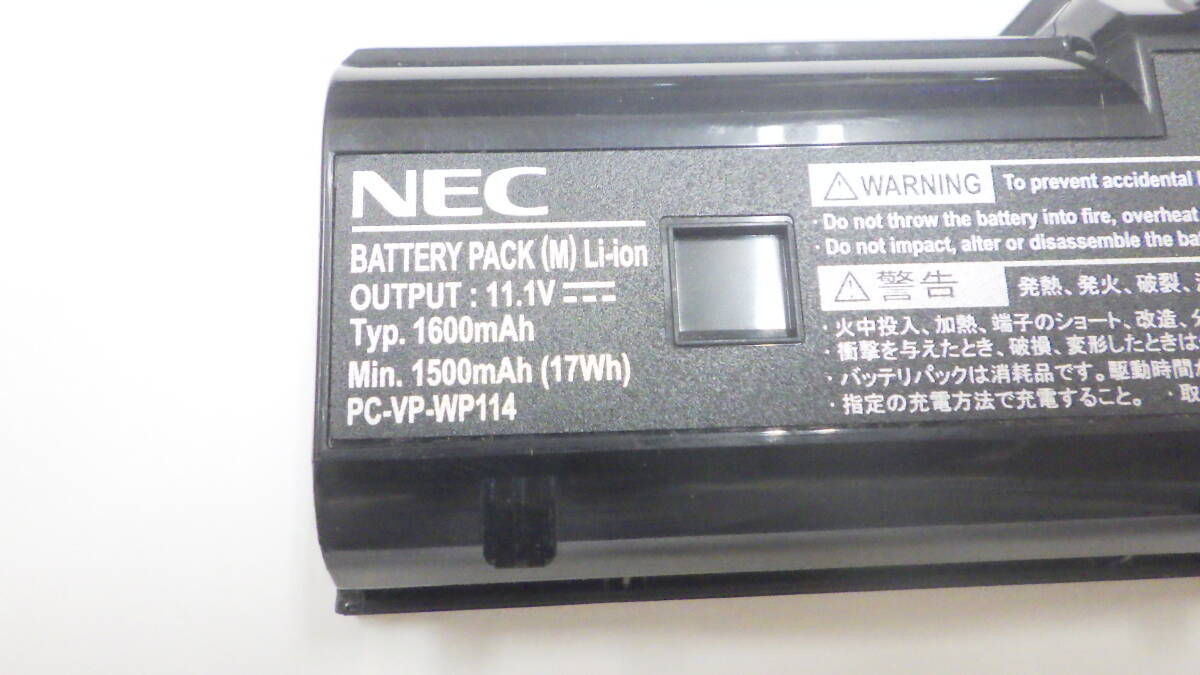 NEC
BATTERY PACK (M) Li-ion
OUTPUT : 11.1V
Typ. 1600mAh
Min. 1500mAh (17Wh)
PC-VP-WP114
⚠WARNING To prevent accidental
・Do not throw the battery into fire, overheat
・Do not impact, alter or disassemble the
⚠警告 発熱、発火、破裂、
・火中投入、加熱、端子のショート、改造、
・衝撃を与えたとき、破損、変形したときは
・バッテリパックは消耗品です。駆動時間が
・指定の充電方法で充電すること。・取